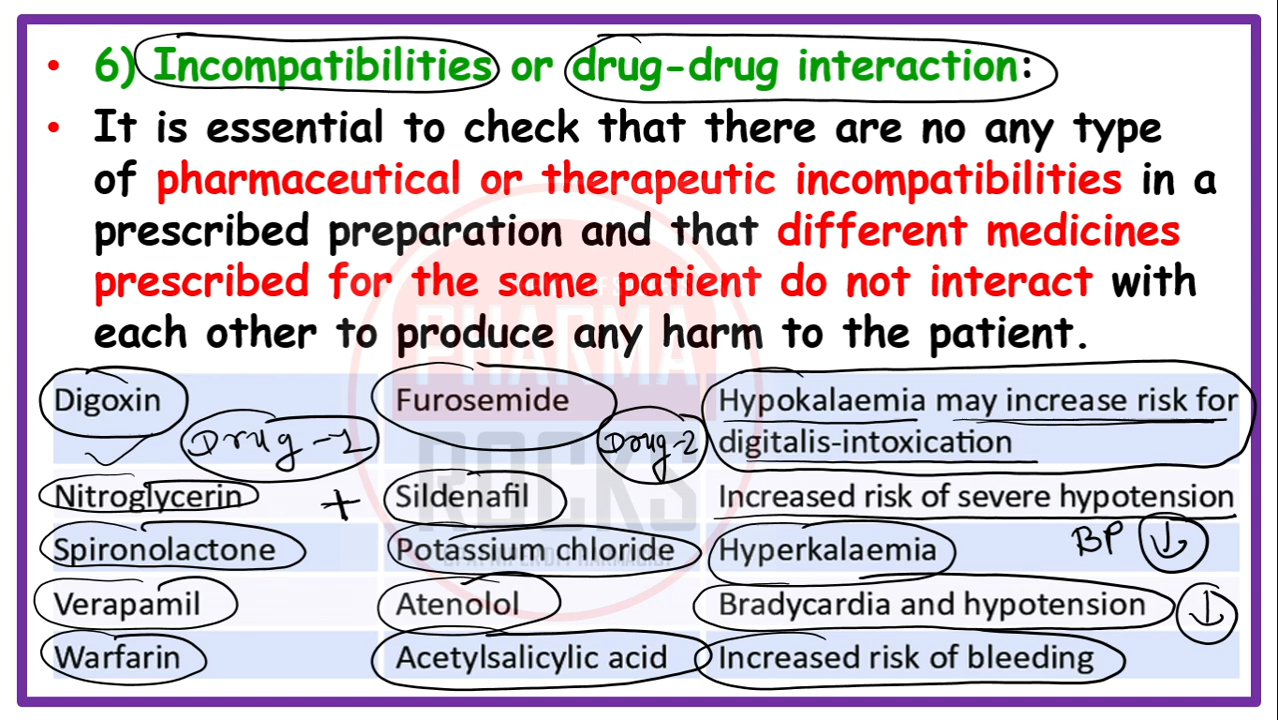 • 6) Incompatibilities or drug-drug interaction:
• It is essential to check that there are no any type
of pharmaceutical or therapeutic incompatibilities in a
prescribed preparation and that different medicines
prescribed for the same patient do not interact with
each other to produce any harm to the patient.
Digoxin Furosemide Hypokalaemia may increase risk for
Drug-1 Drug-2 digitalis-intoxication
Nitroglycerin + Sildenafil Increased risk of severe hypotension
Spironolactone Potassium chloride Hyperkalaemia BP ↓
Verapamil Atenolol Bradycardia and hypotension ↓
Warfarin Acetylsalicylic acid Increased risk of bleeding
PHARMA
ROCKS